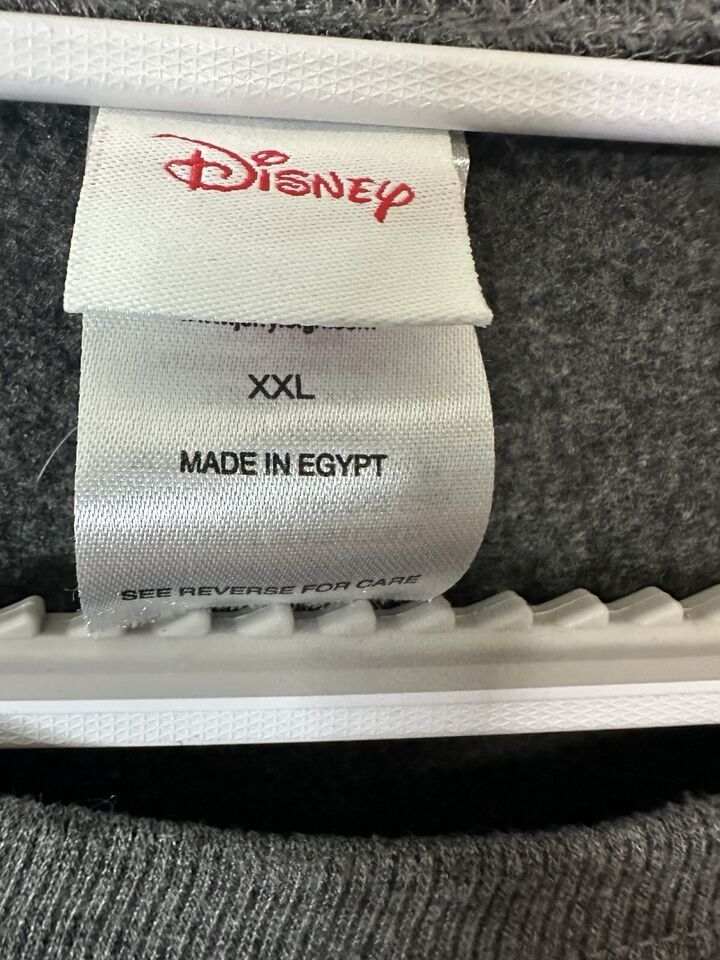 Disney
XXL
MADE IN EGYPT
SEE REVERSE FOR CARE